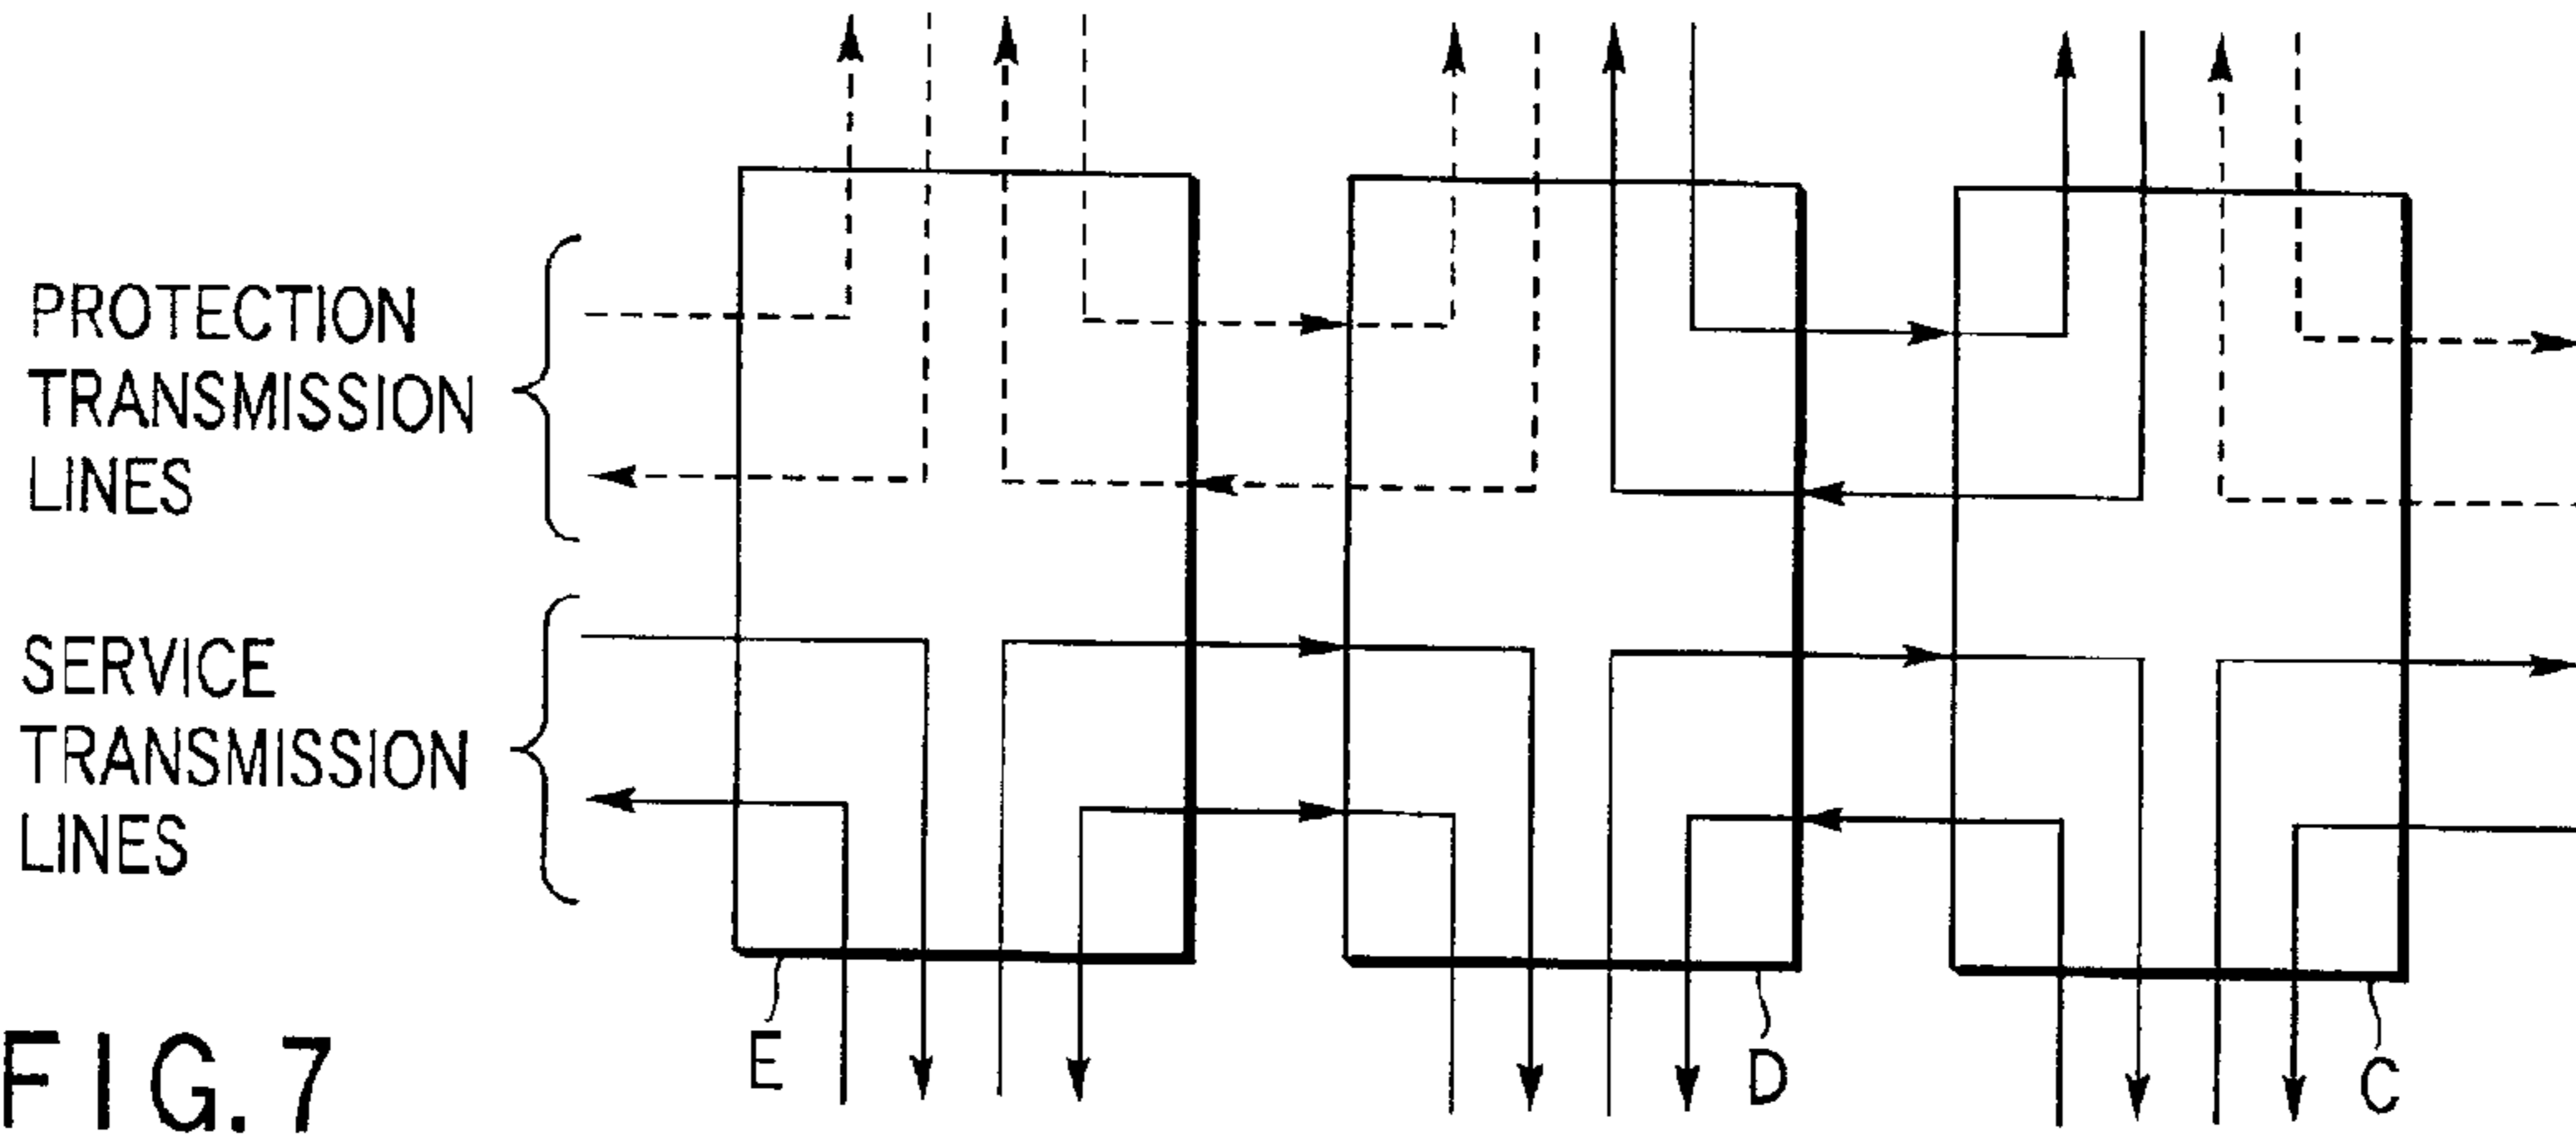 PROTECTION
TRANSMISSION
LINES
SERVICE
TRANSMISSION
LINES
E
D
C
FIG. 7